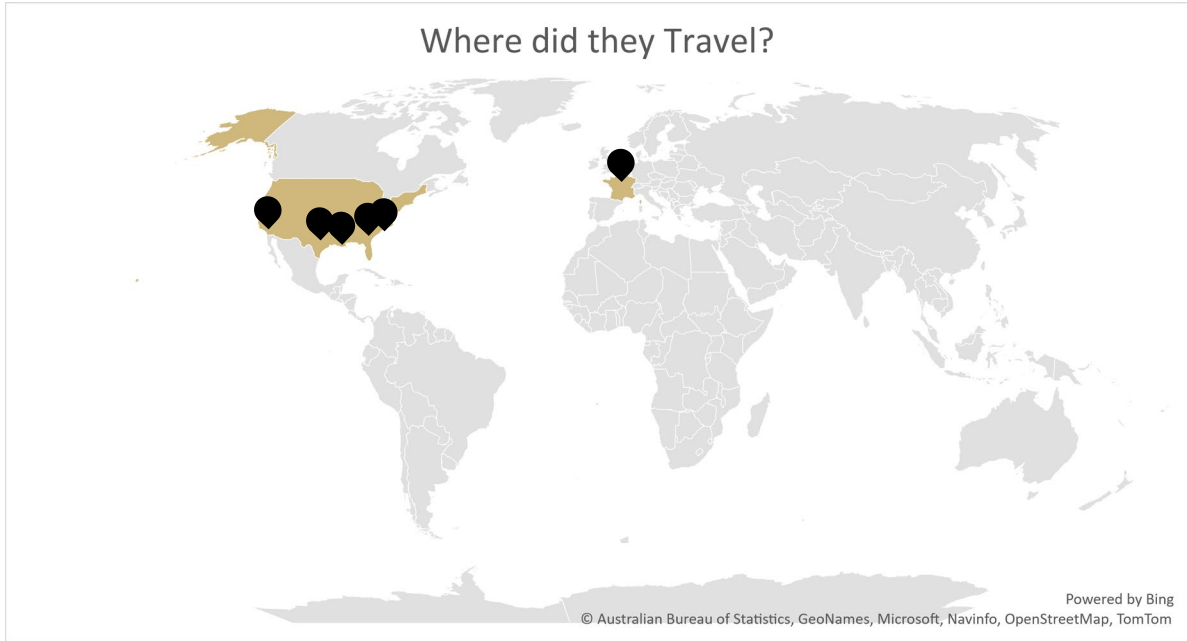 Where did they Travel?
Powered by Bing
© Australian Bureau of Statistics, GeoNames, Microsoft, Navinfo, OpenStreetMap, TomTom